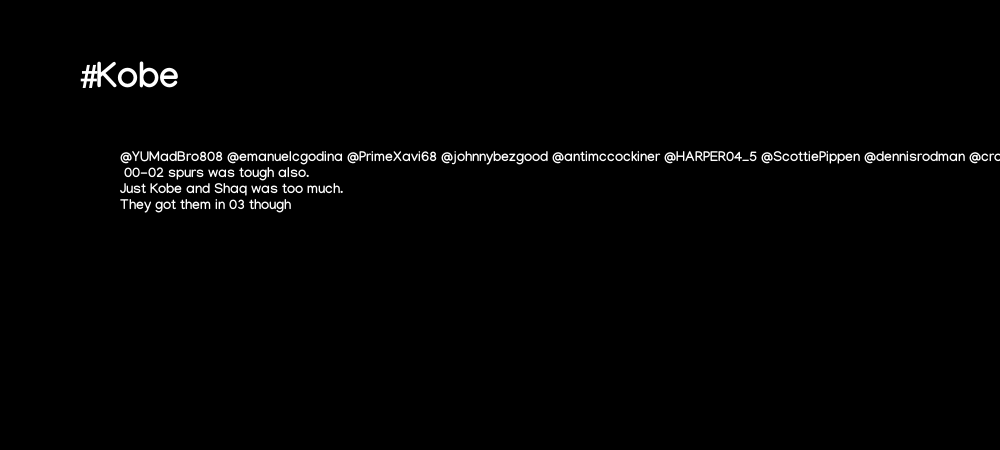 #Kobe
@YUMadBro808 @emanuelcgodina @PrimeXavi68 @johnnybezgood @antimccockiner @HARPER04_5 @ScottiePippen @dennisrodman
00-02 spurs was tough also.
Just Kobe and Shaq was too much.
They got them in 03 though